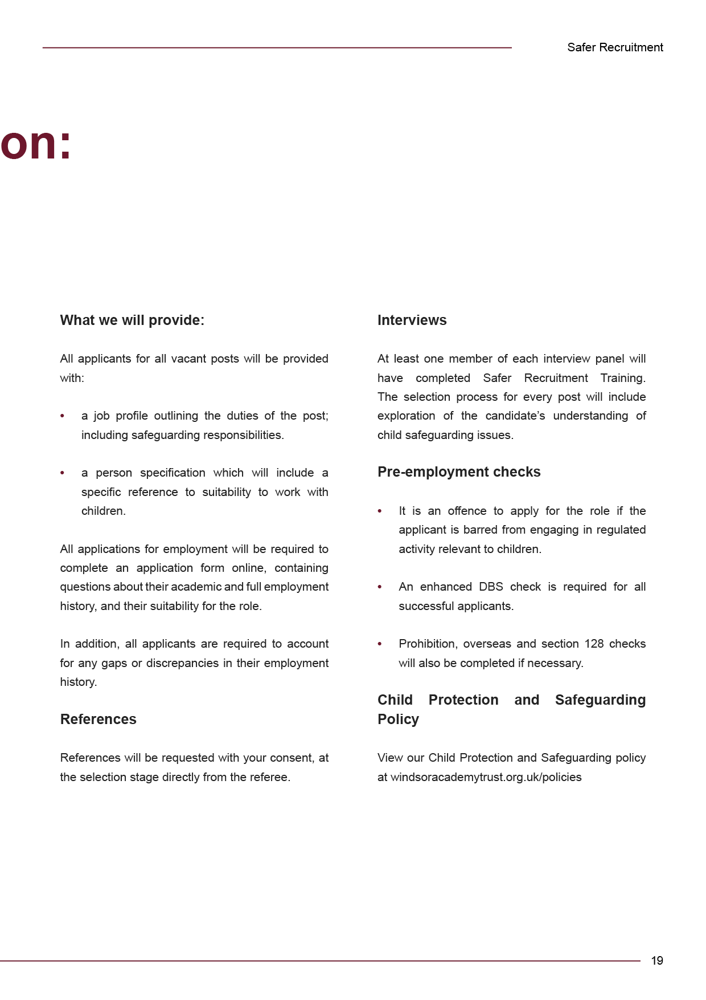 Safer Recruitment
on:
What we will provide:
All applicants for all vacant posts will be provided
with:
• a job profile outlining the duties of the post;
including safeguarding responsibilities.
• a person specification which will include a
specific reference to suitability to work with
children.
All applications for employment will be required to
complete an application form online, containing
questions about their academic and full employment
history, and their suitability for the role.
In addition, all applicants are required to account
for any gaps or discrepancies in their employment
history.
References
References will be requested with your consent, at
the selection stage directly from the referee.
Interviews
At least one member of each interview panel will
have completed Safer Recruitment Training.
The selection process for every post will include
exploration of the candidate’s understanding of
child safeguarding issues.
Pre-employment checks
• It is an offence to apply for the role if the
applicant is barred from engaging in regulated
activity relevant to children.
• An enhanced DBS check is required for all
successful applicants.
• Prohibition, overseas and section 128 checks
will also be completed if necessary.
Child Protection and Safeguarding
Policy
View our Child Protection and Safeguarding policy
at windsoracademytrust.org.uk/policies
19